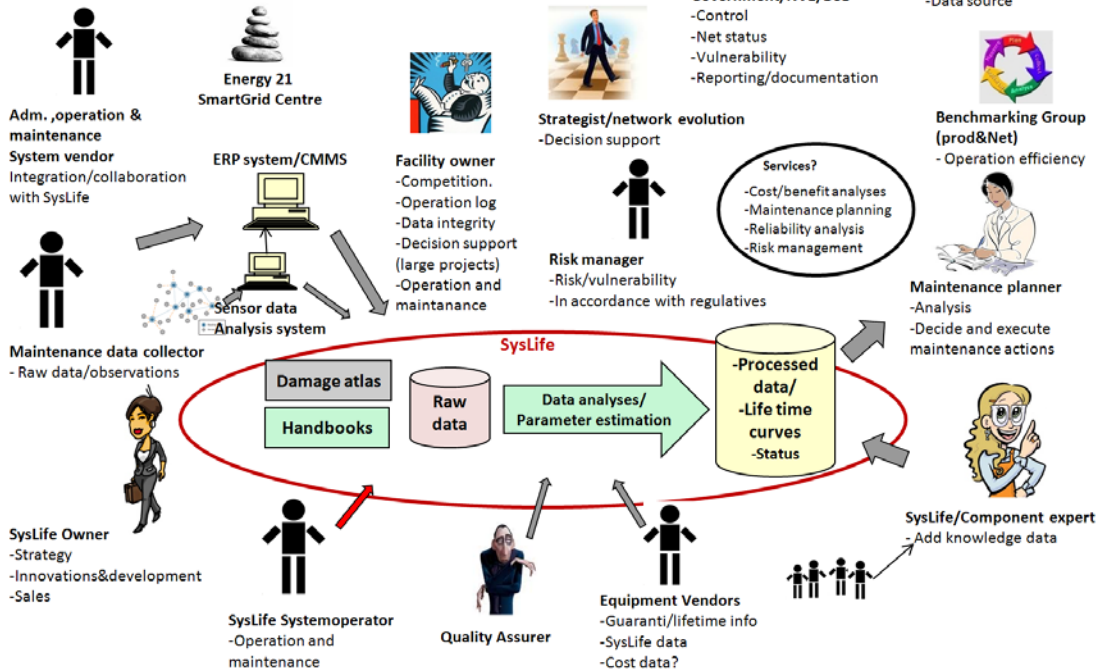 -Control
-Net status
-Vulnerability
-Reporting/documentation
-Data source
Energy 21
SmartGrid Centre
Adm. ,operation &
maintenance
System vendor
Integration/collaboration
with SysLife
ERP system/CMMS
Facility owner
-Competition.
-Operation log
-Data integrity
-Decision support
(large projects)
-Operation and
maintanance
Strategist/network evolution
-Decision support
Benchmarking Group
(prod&Net)
- Operation efficiency
Services?
-Cost/benefit analyses
-Maintenance planning
-Reliability analysis
-Risk management
Risk manager
-Risk/vulnerability
-In accordance with regulatives
Maintenance planner
-Analysis
-Decide and execute
maintenance actions
Sensor data
Analysis system
Maintenance data collector
- Raw data/observations
SysLife
Damage atlas
Handbooks
Raw
data
Data analyses/
Parameter estimation
-Processed
data/
-Life time
curves
-Status
SysLife Owner
-Strategy
-Innovations&development
-Sales
SysLife Systemoperator
-Operation and
maintenance
Quality Assurer
Equipment Vendors
-Guaranti/lifetime info
-SysLife data
-Cost data?
SysLife/Component expert
- Add knowledge data